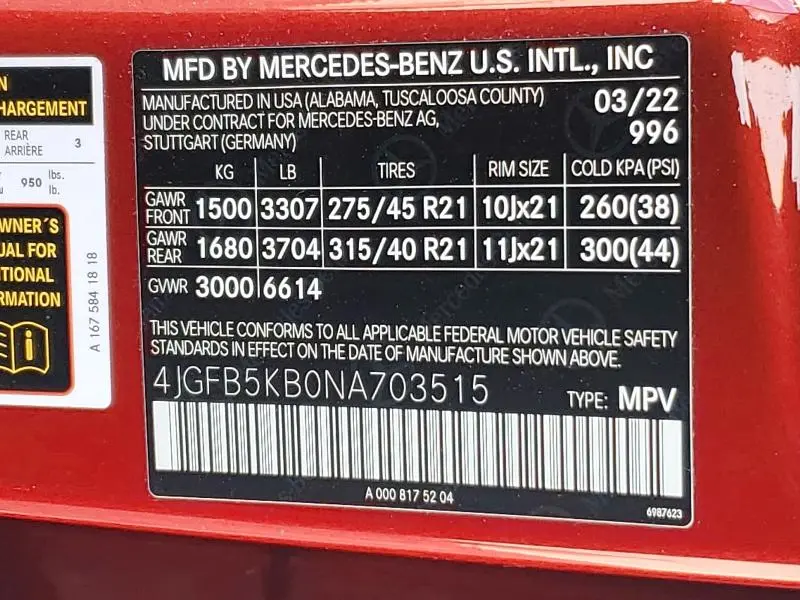 N
HARGEMENT
REAR
ARRIÈRE 3
950 lbs.
lb.
WNER´S
UAL FOR
ITIONAL
RMATION
i
A 167 584 18 18
MFD BY MERCEDES-BENZ U.S. INTL., INC
MANUFACTURED IN USA (ALABAMA, TUSCALOOSA COUNTY) 03/22
UNDER CONTRACT FOR MERCEDES-BENZ AG, 996
STUTTGART (GERMANY)
KG LB TIRES RIM SIZE COLD KPA(PSI)
GAWR FRONT 1500 3307 275/45 R21 10Jx21 260(38)
GAWR REAR 1680 3704 315/40 R21 11Jx21 300(44)
GVWR 3000 6614
THIS VEHICLE CONFORMS TO ALL APPLICABLE FEDERAL MOTOR VEHICLE SAFETY
STANDARDS IN EFFECT ON THE DATE OF MANUFACTURE SHOWN ABOVE.
4JGFB5KB0NA703515 TYPE: MPV
A 000 817 52 04
6987623